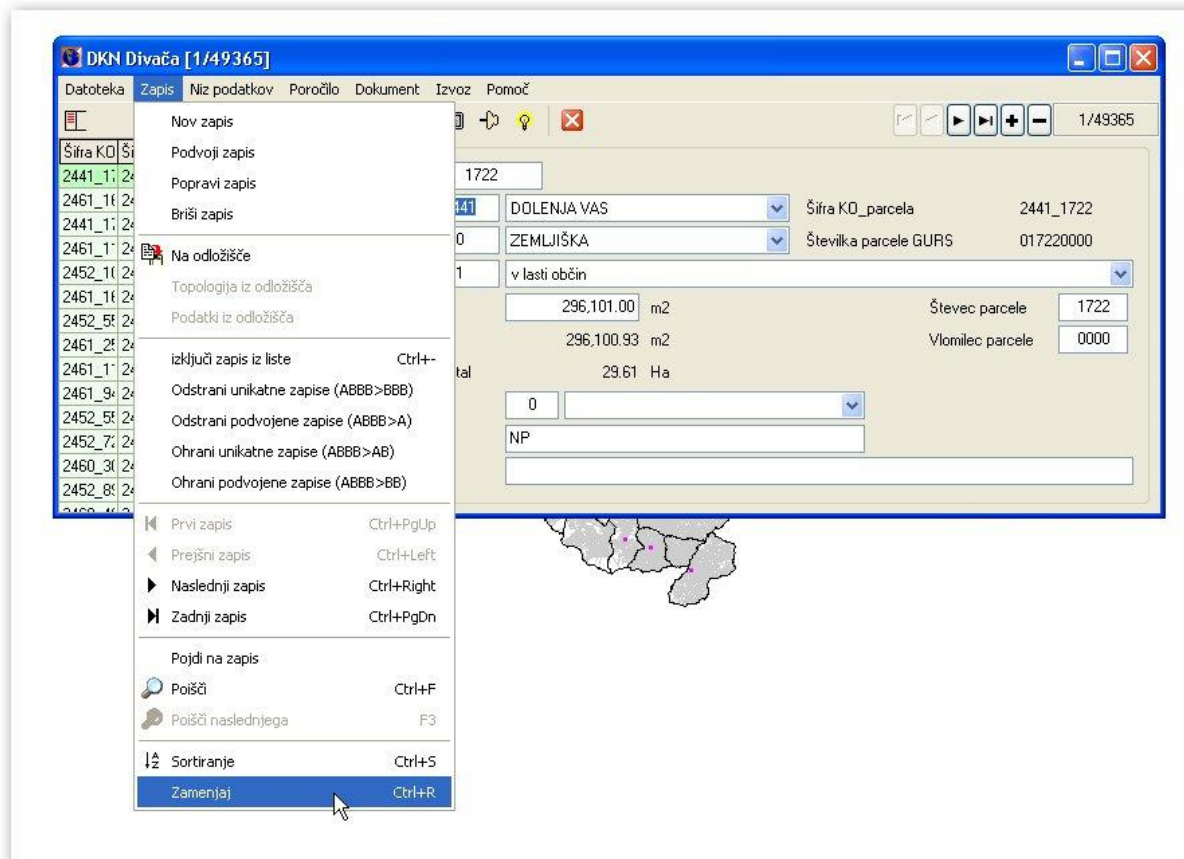 DKN Divača [1/49365]
Datoteka Zapis Niz podatkov Poročilo Dokument Izvoz Pomoč
1/49365
Šifra KO
2441_1
2461_1
2441_1
2461_1
2452_1
2461_1
2452_5
2461_2
2461_1
2461_9
2452_5
2452_7
2460_3
2452_8
Nov zapis
Podvoji zapis
Popravi zapis
Briši zapis
Na odložišče
Topologija iz odložišča
Podatki iz odložišča
izključi zapis iz liste Ctrl+-
Odstrani unikatne zapise (ABBB>BBB)
Odstrani podvojene zapise (ABBB>A)
Ohrani unikatne zapise (ABBB>AB)
Ohrani podvojene zapise (ABBB>BB)
Prvi zapis Ctrl+PgUp
Prejšni zapis Ctrl+Left
Naslednji zapis Ctrl+Right
Zadnji zapis Ctrl+PgDn
Pojdi na zapis
Poišči Ctrl+F
Poišči naslednjega F3
Sortiranje Ctrl+S
Zamenjaj Ctrl+R
1722
441 DOLENJA VAS Šifra KO_parcela 2441_1722
0 ZEMLJIŠKA Številka parcele GURS 017220000
1 v lasti občin
296,101.00 m2 Števec parcele 1722
296,100.93 m2 Vlomilec parcele 0000
tal 29.61 Ha
0
NP